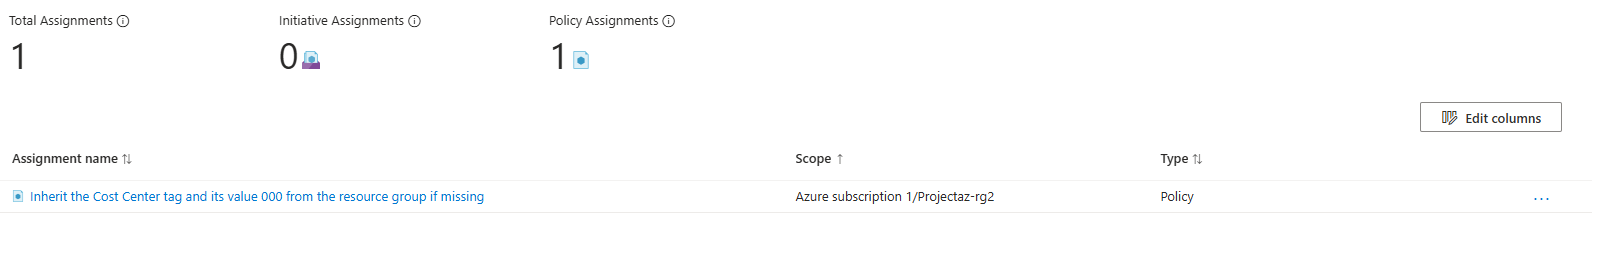 Total Assignments
Initiative Assignments
Policy Assignments
1
0
1
Edit columns
Assignment name
Scope
Type
Inherit the Cost Center tag and its value 000 from the resource group if missing
Azure subscription 1/Projectaz-rg2
Policy
...